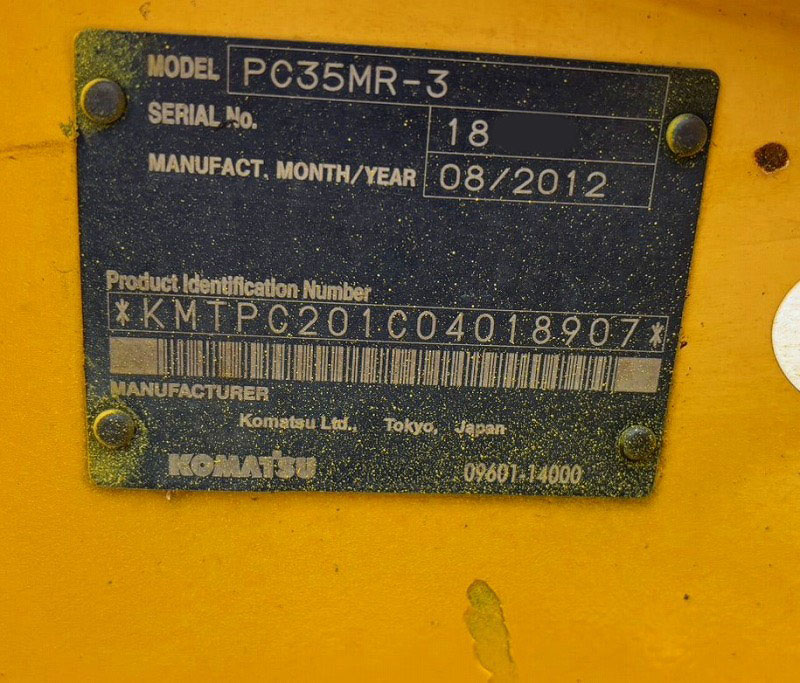 MODEL PC35MR-3
SERIAL No. 18
MANUFACT. MONTH/YEAR 08/2012
Product Identification Number
*KMTPC201C04018907*
MANUFACTURER
Komatsu Ltd., Tokyo, Japan
KOMATSU 09601-14000